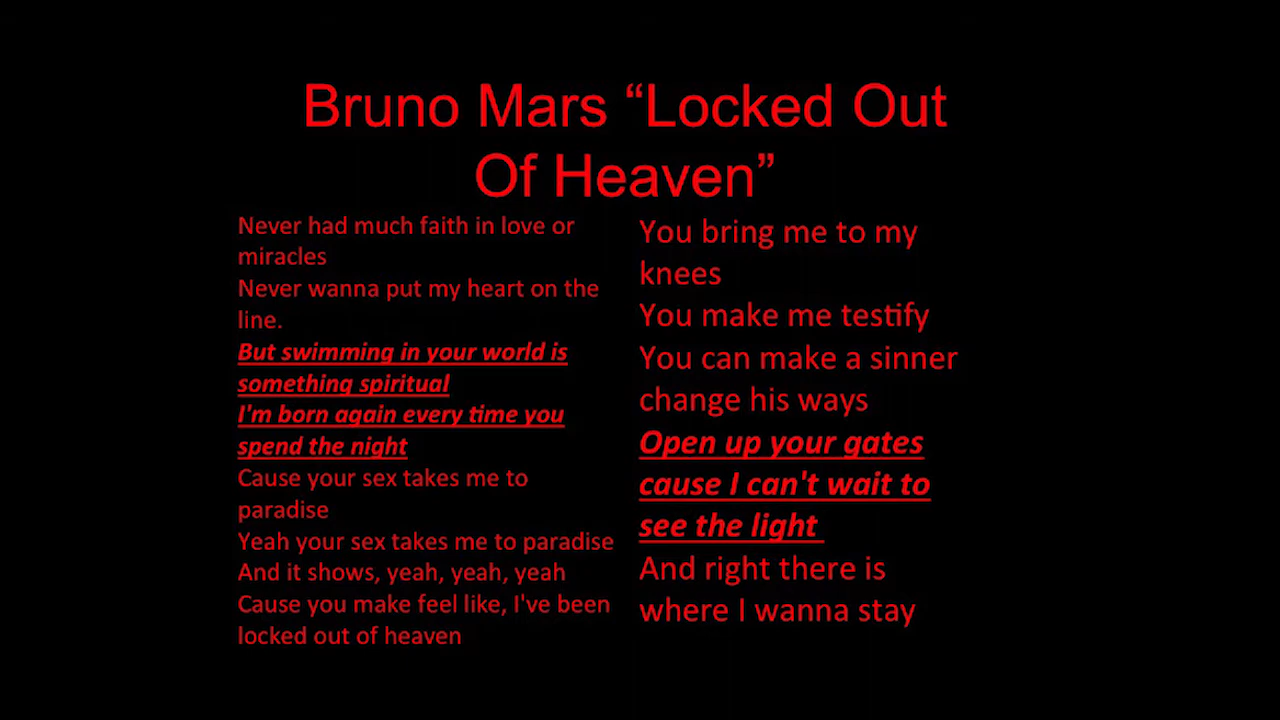 Bruno Mars “Locked Out
Of Heaven”
Never had much faith in love or
miracles
Never wanna put my heart on the
line.
But swimming in your world is
something spiritual
I'm born again every time you
spend the night
Cause your sex takes me to
paradise
Yeah your sex takes me to paradise
And it shows, yeah, yeah, yeah
Cause you make feel like, I've been
locked out of heaven
You bring me to my
knees
You make me testify
You can make a sinner
change his ways
Open up your gates
cause I can't wait to
see the light
And right there is
where I wanna stay